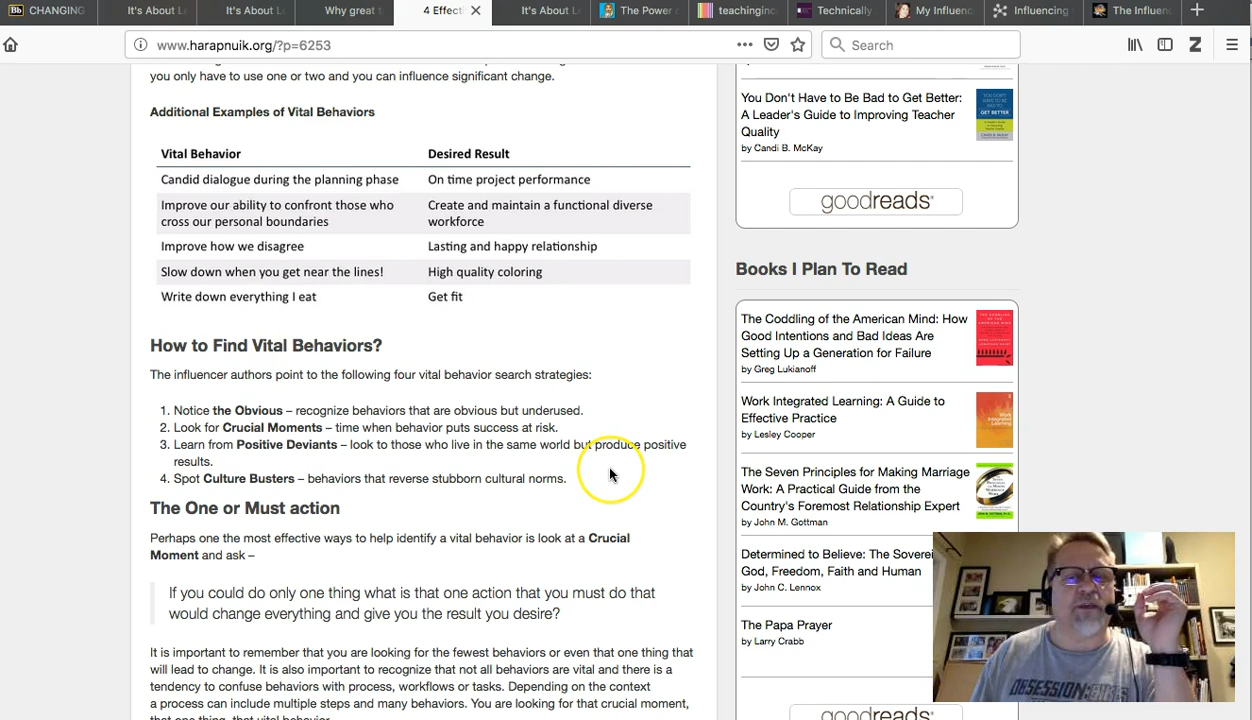 CHANGING
It's About L
It's About Le
Why great t
4 Effecti
It's About Le
The Power
teachinginc
Technically
My Influenc
Influencing
The Influenc
www.harapnuik.org/?p=6253
Search
you only have to use one or two and you can influence significant change.
Additional Examples of Vital Behaviors
Vital Behavior Desired Result
Candid dialogue during the planning phase On time project performance
Improve our ability to confront those who Create and maintain a functional diverse
cross our personal boundaries workforce
Improve how we disagree Lasting and happy relationship
Slow down when you get near the lines! High quality coloring
Write down everything I eat Get fit
How to Find Vital Behaviors?
The influencer authors point to the following four vital behavior search strategies:
1. Notice the Obvious – recognize behaviors that are obvious but underused.
2. Look for Crucial Moments – time when behavior puts success at risk.
3. Learn from Positive Deviants – look to those who live in the same world but produce positive
results.
4. Spot Culture Busters – behaviors that reverse stubborn cultural norms.
The One or Must action
Perhaps one the most effective ways to help identify a vital behavior is look at a Crucial
Moment and ask –
If you could do only one thing what is that one action that you must do that
would change everything and give you the result you desire?
It is important to remember that you are looking for the fewest behaviors or even that one thing that
will lead to change. It is also important to recognize that not all behaviors are vital and there is a
tendency to confuse behaviors with process, workflows or tasks. Depending on the context
a process can include multiple steps and many behaviors. You are looking for that crucial moment,
that one thing, that vital behavior
You Don't Have to Be Bad to Get Better:
A Leader's Guide to Improving Teacher
Quality
by Candi B. McKay
goodreads
Books I Plan To Read
The Coddling of the American Mind: How
Good Intentions and Bad Ideas Are
Setting Up a Generation for Failure
by Greg Lukianoff
Work Integrated Learning: A Guide to
Effective Practice
by Lesley Cooper
The Seven Principles for Making Marriage
Work: A Practical Guide from the
Country's Foremost Relationship Expert
by John M. Gottman
Determined to Believe: The Soverei
God, Freedom, Faith and Human
by John C. Lennox
The Papa Prayer
by Larry Crabb
goodreads